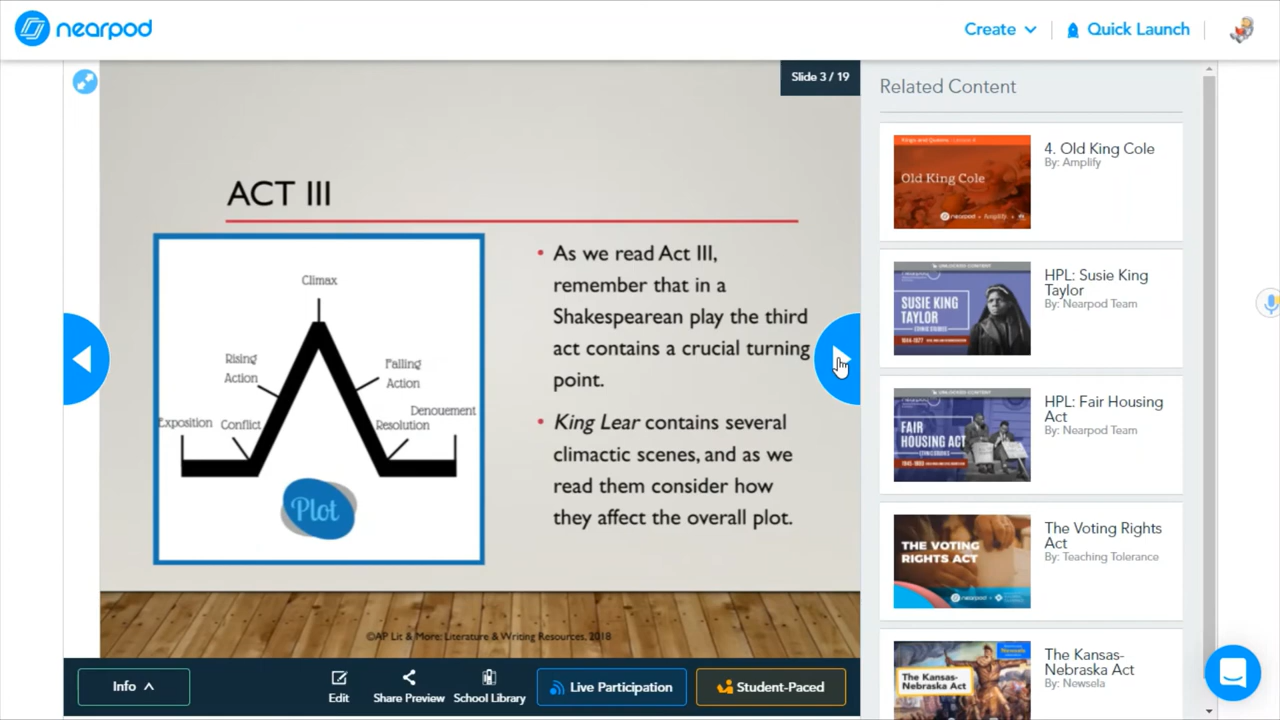 nearpod
Create
Quick Launch
Slide 3 / 19
ACT III
Climax
Rising
Action
Falling
Action
Exposition
Conflict
Resolution
Denouement
Plot
• As we read Act III,
remember that in a
Shakespearean play the third
act contains a crucial turning
point.
• King Lear contains several
climactic scenes, and as we
read them consider how
they affect the overall plot.
©AP Lit & More: Literature & Writing Resources, 2018
Info
Edit
Share Preview
School Library
Live Participation
Student-Paced
Related Content
Old King Cole
nearpod + Amplify
4. Old King Cole
By: Amplify
SUSIE KING
TAYLOR
HPL: Susie King
Taylor
By: Nearpod Team
FAIR
HOUSING ACT
HPL: Fair Housing
Act
By: Nearpod Team
THE VOTING
RIGHTS ACT
nearpod
The Voting Rights
Act
By: Teaching Tolerance
The Kansas-
Nebraska Act
The Kansas-
Nebraska Act
By: Newsela